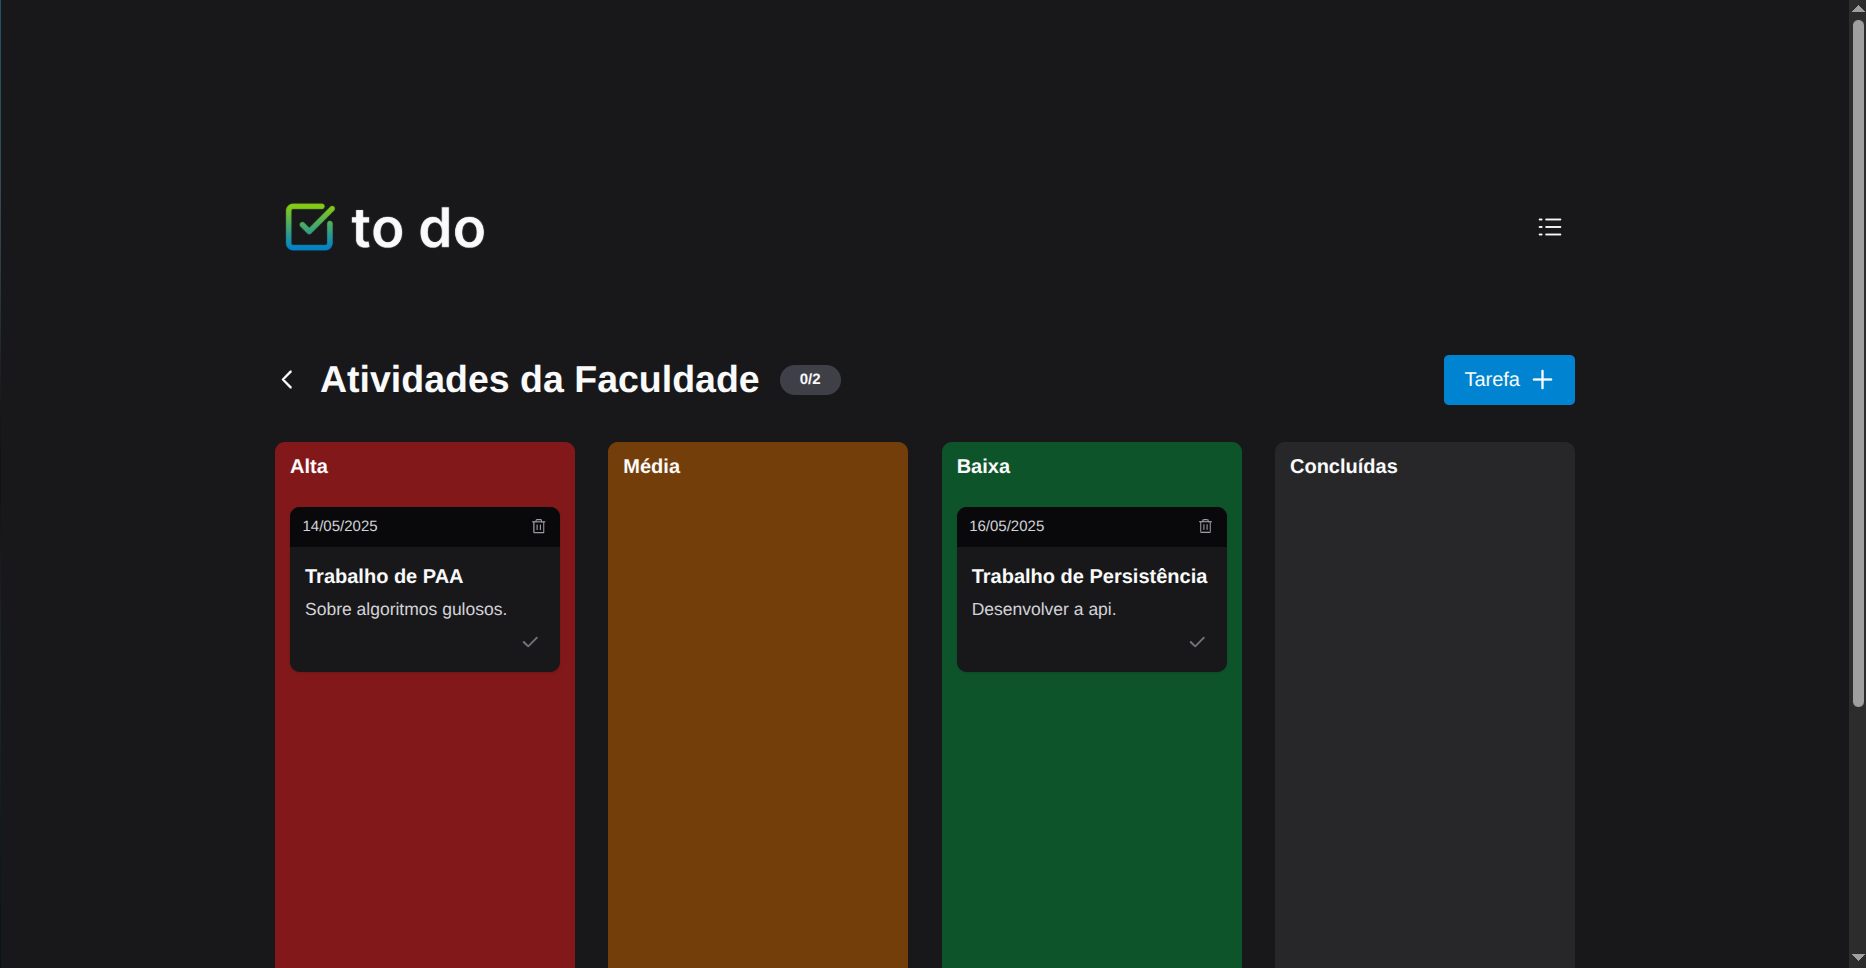 to do
Atividades da Faculdade
0/2
Tarefa
Alta
14/05/2025
Trabalho de PAA
Sobre algoritmos gulosos.
Média
Baixa
16/05/2025
Trabalho de Persistência
Desenvolver a api.
Concluídas